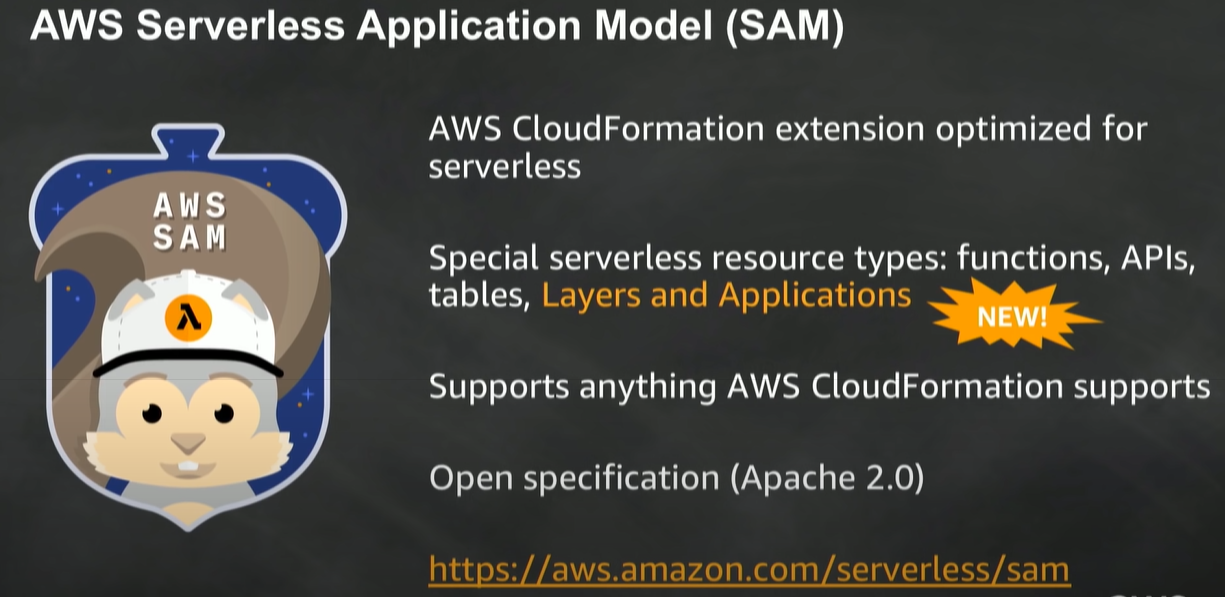 AWS Serverless Application Model (SAM)
AWS
SAM
λ
AWS CloudFormation extension optimized for
serverless
Special serverless resource types: functions, APIs,
tables, Layers and Applications
NEW!
Supports anything AWS CloudFormation supports
Open specification (Apache 2.0)
https://aws.amazon.com/serverless/sam